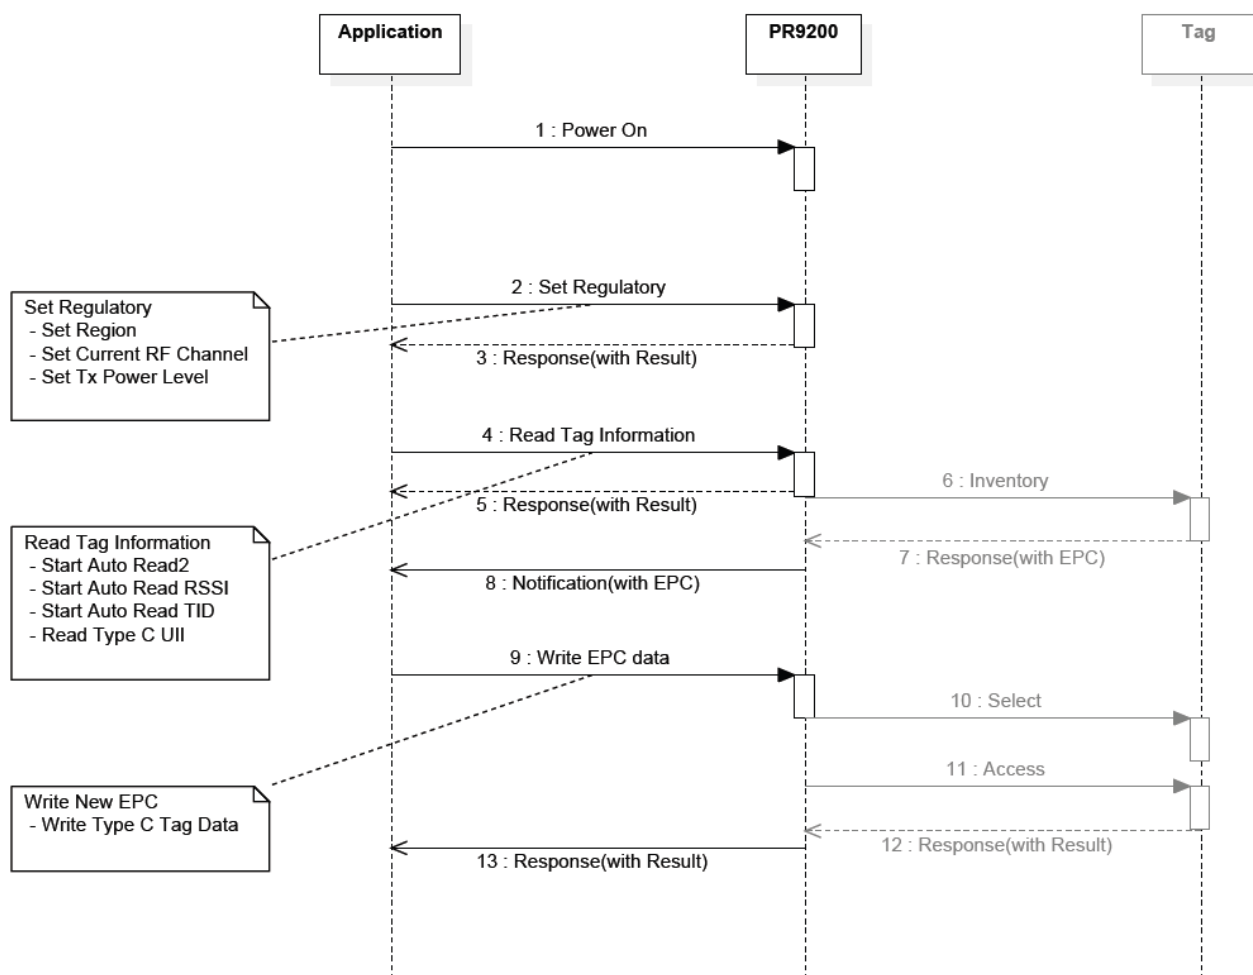 Application
PR9200
Tag
1 : Power On
2 : Set Regulatory
Set Regulatory
- Set Region
- Set Current RF Channel
- Set Tx Power Level
3 : Response(with Result)
4 : Read Tag Information
6 : Inventory
5 : Response(with Result)
Read Tag Information
- Start Auto Read2
- Start Auto Read RSSI
- Start Auto Read TID
- Read Type C UII
7 : Response(with EPC)
8 : Notification(with EPC)
9 : Write EPC data
10 : Select
11 : Access
Write New EPC
- Write Type C Tag Data
12 : Response(with Result)
13 : Response(with Result)